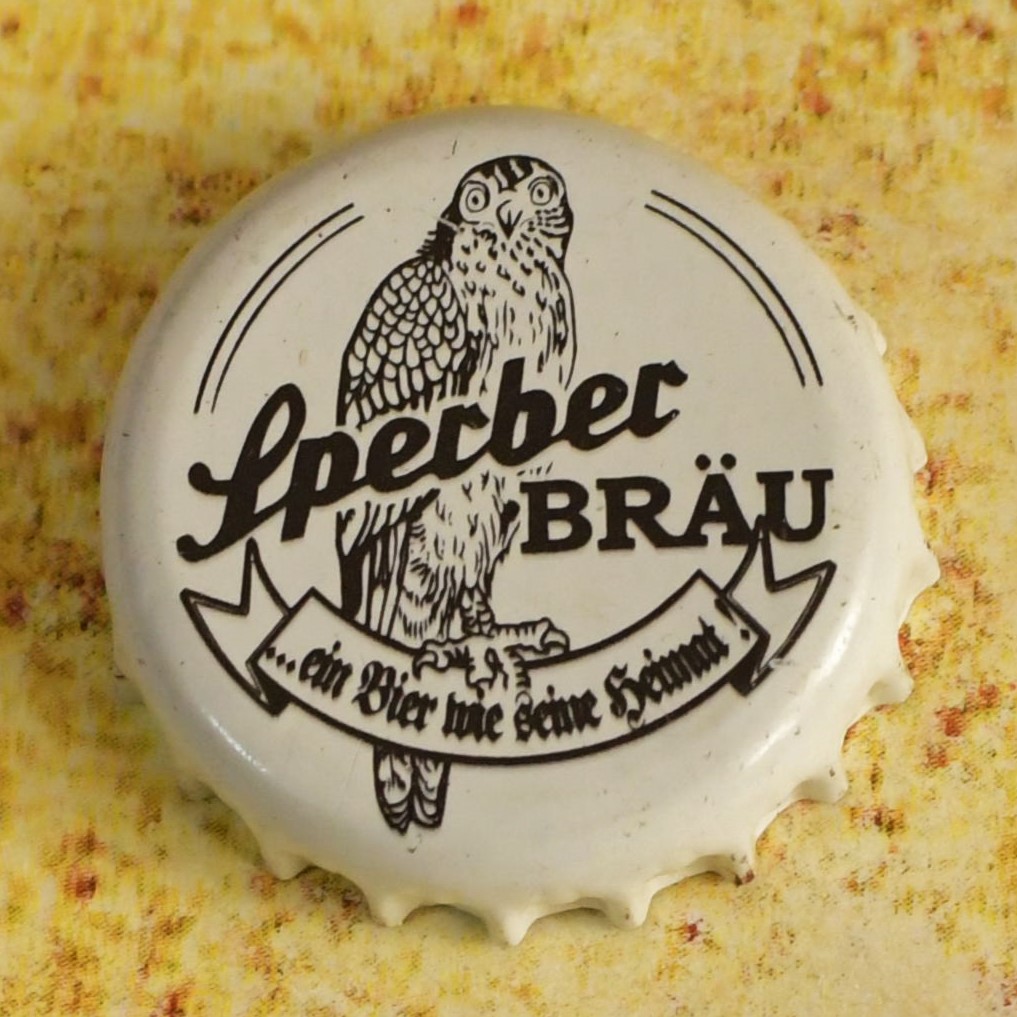 Sperber
BRÄU
...ein Bier wie seine Heimat!